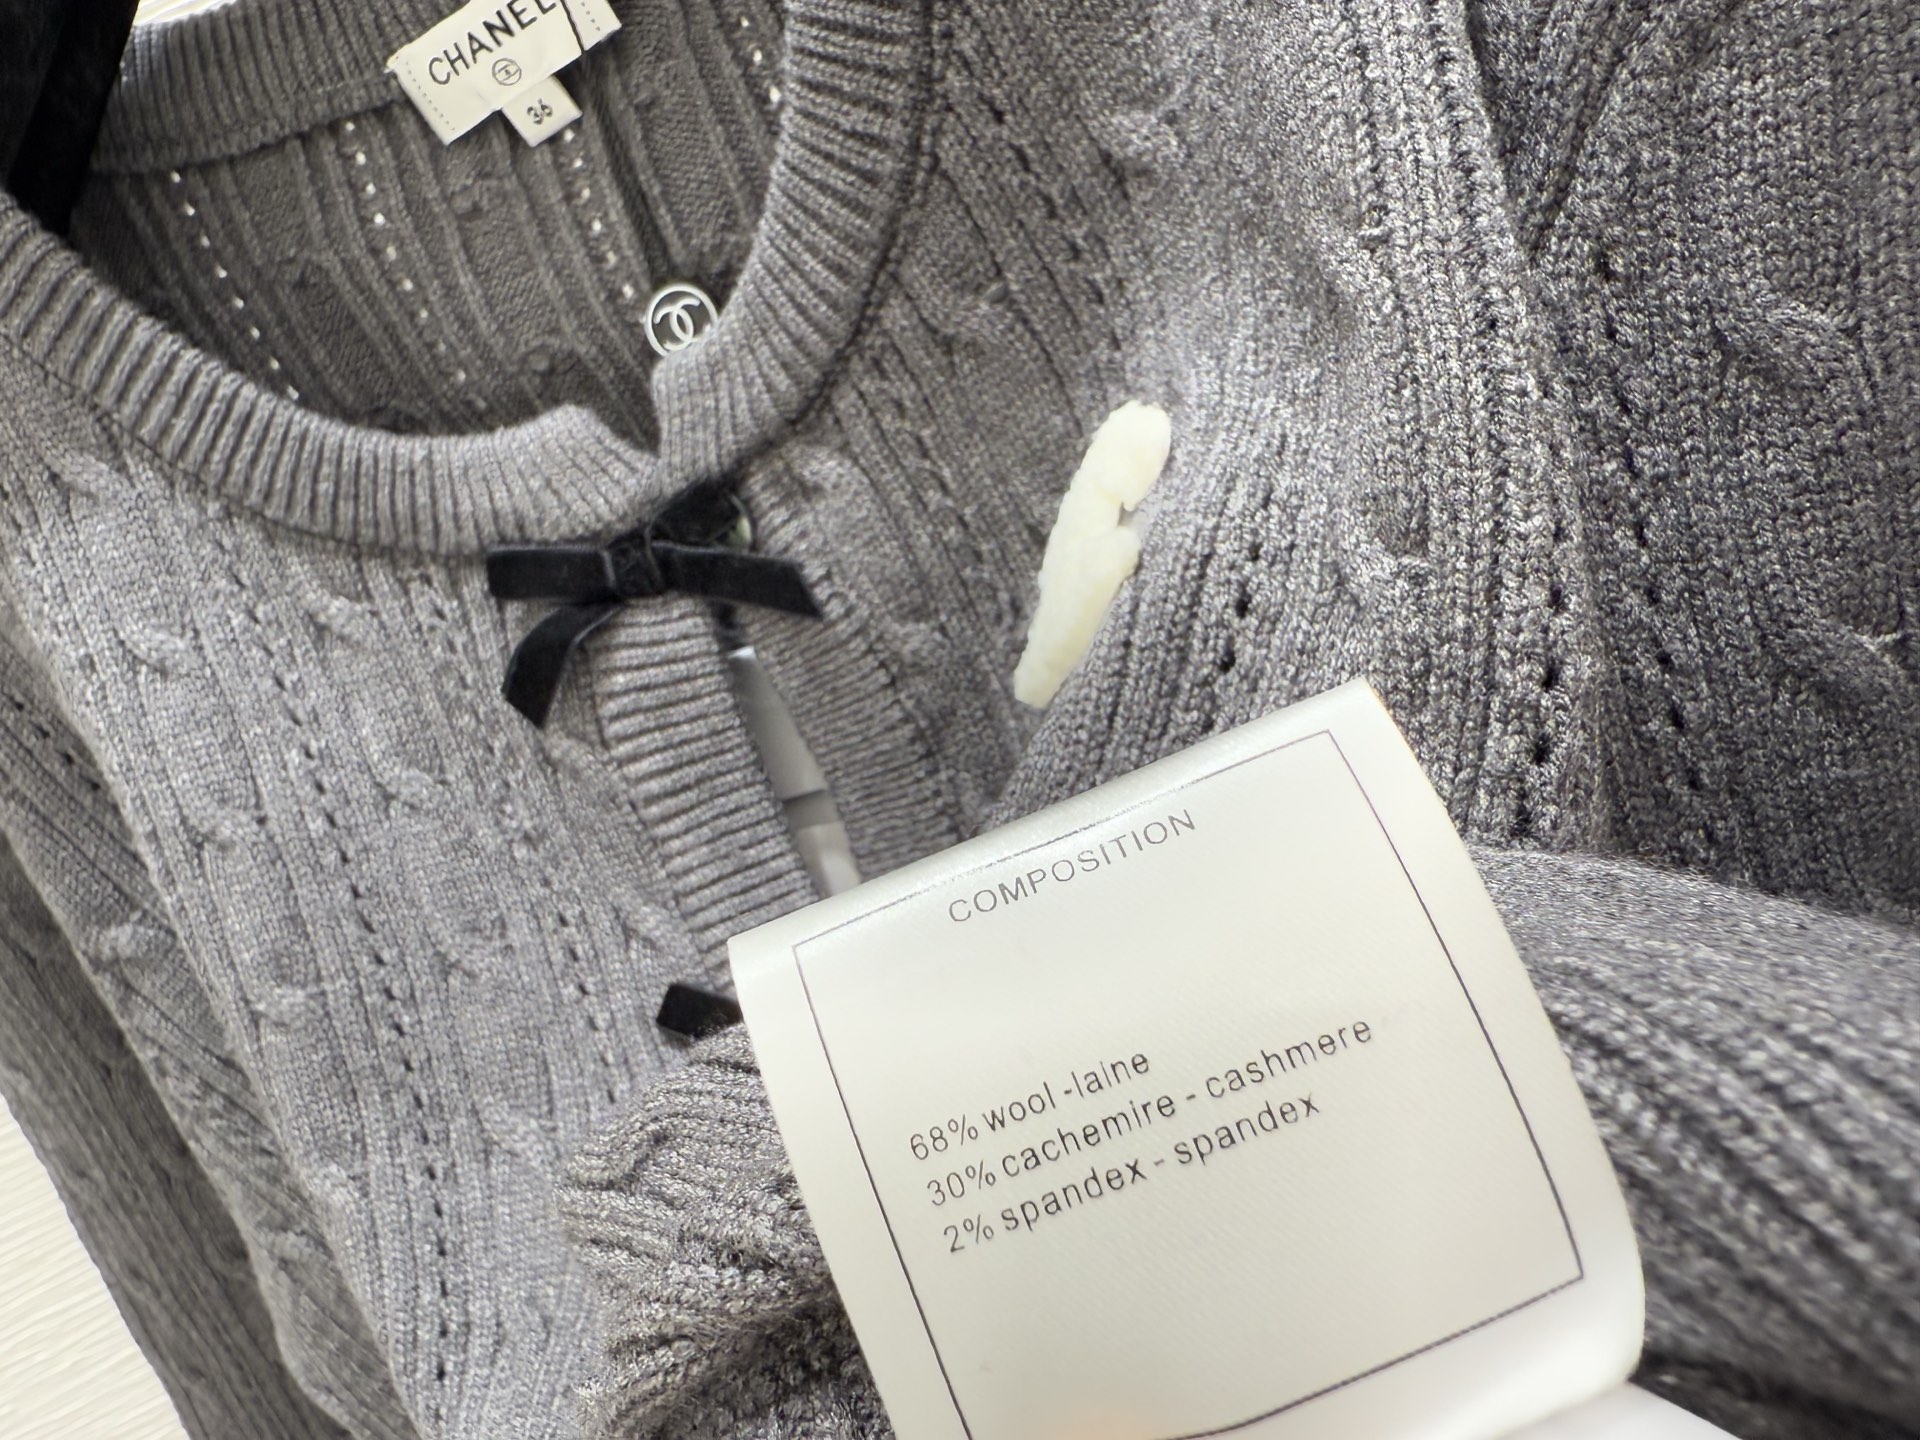 CHANEL
36
COMPOSITION
68% wool -laine
30% cachemire - cashmere
2% spandex - spandex